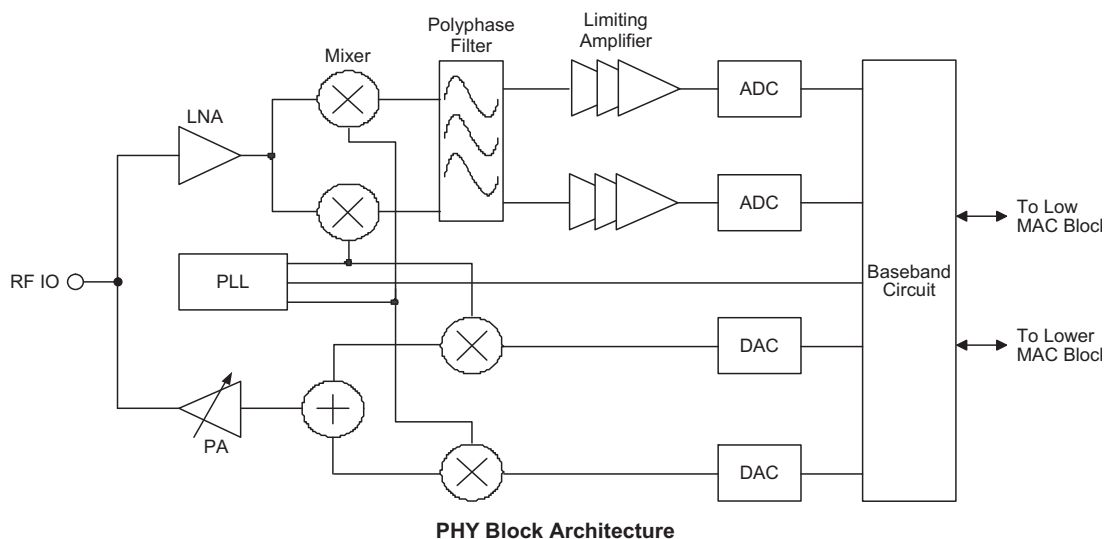 Polyphase
Filter
Limiting
Amplifier
Mixer
LNA
ADC
ADC
To Low
MAC Block
RF IO
PLL
Baseband
Circuit
DAC
To Lower
MAC Block
PA
DAC
PHY Block Architecture